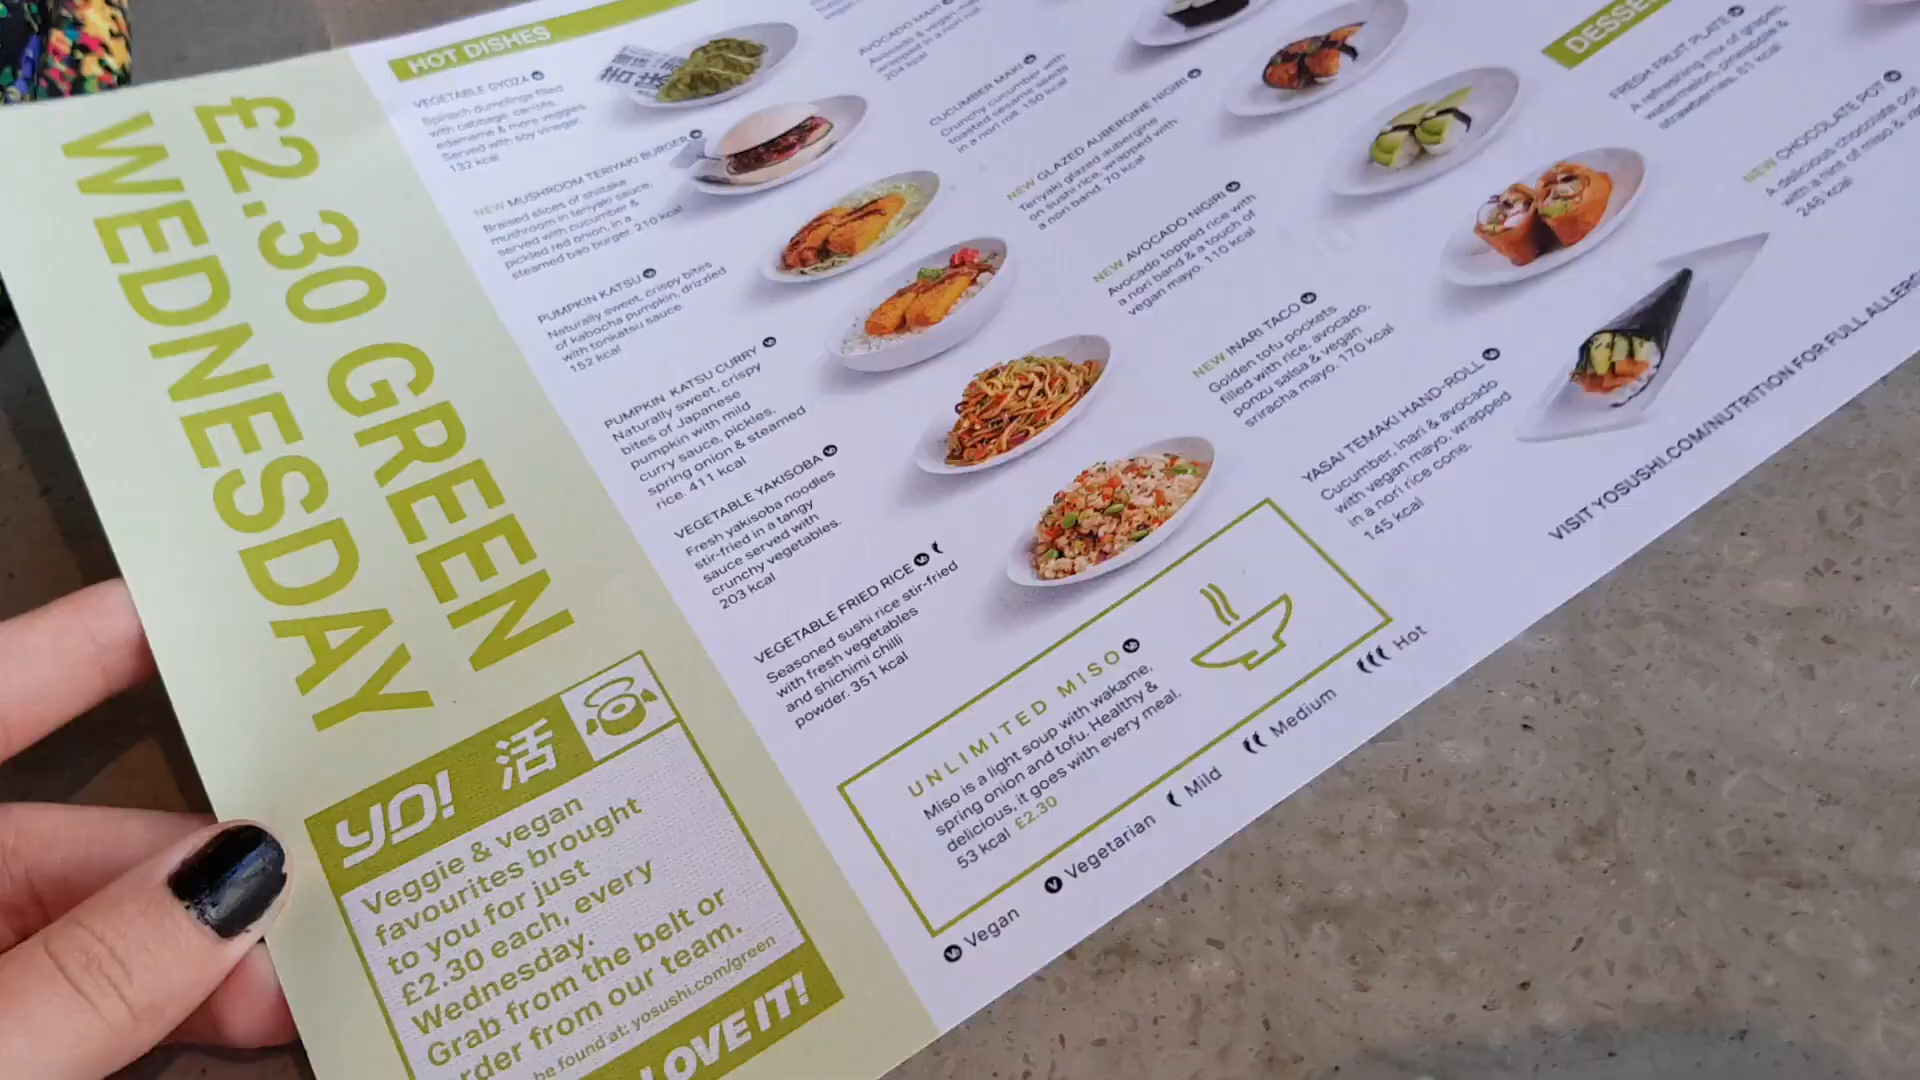 £2.30 GREEN
WEDNESDAY
YO! 活
Veggie & vegan
favourites brought
to you for just
£2.30 each, every
Wednesday.
Grab from the belt or
rder from our team.
be found at: yosushi.com/green
LOVE IT!
HOT DISHES
VEGETABLE GYOZA
Spinach dumplings filled
with cabbage, carrots,
edamame & more veggies.
Served with soy vinegar.
132 kcal
NEW MUSHROOM TERIYAKI BURGER
Braised slices of shiitake
mushroom in teriyaki sauce,
served with cucumber &
pickled red onion, in a
steamed bao burger. 210 kcal
PUMPKIN KATSU
Naturally sweet, crispy bites
of kabocha pumpkin, drizzled
with tonkatsu sauce.
152 kcal
PUMPKIN KATSU CURRY
Naturally sweet, crispy
bites of Japanese
pumpkin with mild
curry sauce, pickles,
spring onion & steamed
rice. 411 kcal
VEGETABLE YAKISOBA
Fresh yakisoba noodles
stir-fried in a tangy
sauce served with
crunchy vegetables.
203 kcal
VEGETABLE FRIED RICE
Seasoned sushi rice stir-fried
with fresh vegetables
and shichimi chilli
powder. 351 kcal
AVOCADO MAKI
Avocado & vegan mayo
wrapped in a nori roll.
204 kcal
CUCUMBER MAKI
Crunchy cucumber with
toasted sesame seeds
in a nori roll. 150 kcal
NEW GLAZED AUBERGINE NIGIRI
Teriyaki glazed aubergine
on sushi rice, wrapped with
a nori band. 70 kcal
NEW AVOCADO NIGIRI
Avocado topped rice with
a nori band & a touch of
vegan mayo. 110 kcal
NEW INARI TACO
Golden tofu pockets
filled with rice, avocado,
ponzu salsa & vegan
sriracha mayo. 170 kcal
YASAI TEMAKI HAND-ROLL
Cucumber, inari & avocado
with vegan mayo, wrapped
in a nori rice cone.
145 kcal
DESSE
FRESH FRUIT PLATE
A refreshing mix of grapes,
watermelon, pineapple &
strawberries. 61 kcal
NEW CHOCOLATE POT
A delicious chocolate pot
with a hint of miso &
246 kcal
UNLIMITED MISO
Miso is a light soup with wakame,
spring onion and tofu. Healthy &
delicious, it goes with every meal.
53 kcal £2.30
Vegan Vegetarian Mild Medium Hot
VISIT YOSUSHI.COM/NUTRITION FOR FULL ALLERG